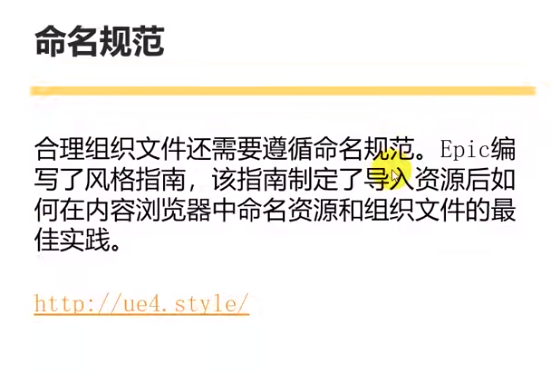 命名规范
合理组织文件还需要遵循命名规范。Epic编
写了风格指南，该指南制定了导入资源后如
何在内容浏览器中命名资源和组织文件的最
佳实践。
http://ue4.style/